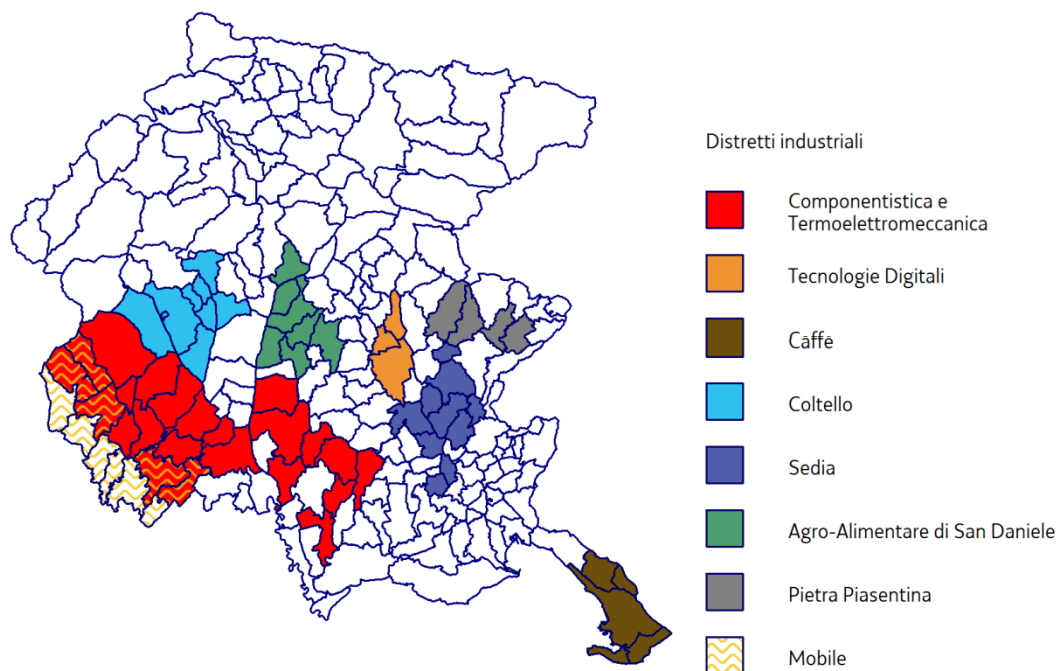 Distretti industriali
Componentistica e
Termoelettromeccanica
Tecnologie Digitali
Caffè
Coltello
Sedia
Agro-Alimentare di San Daniele
Pietra Piasentina
Mobile